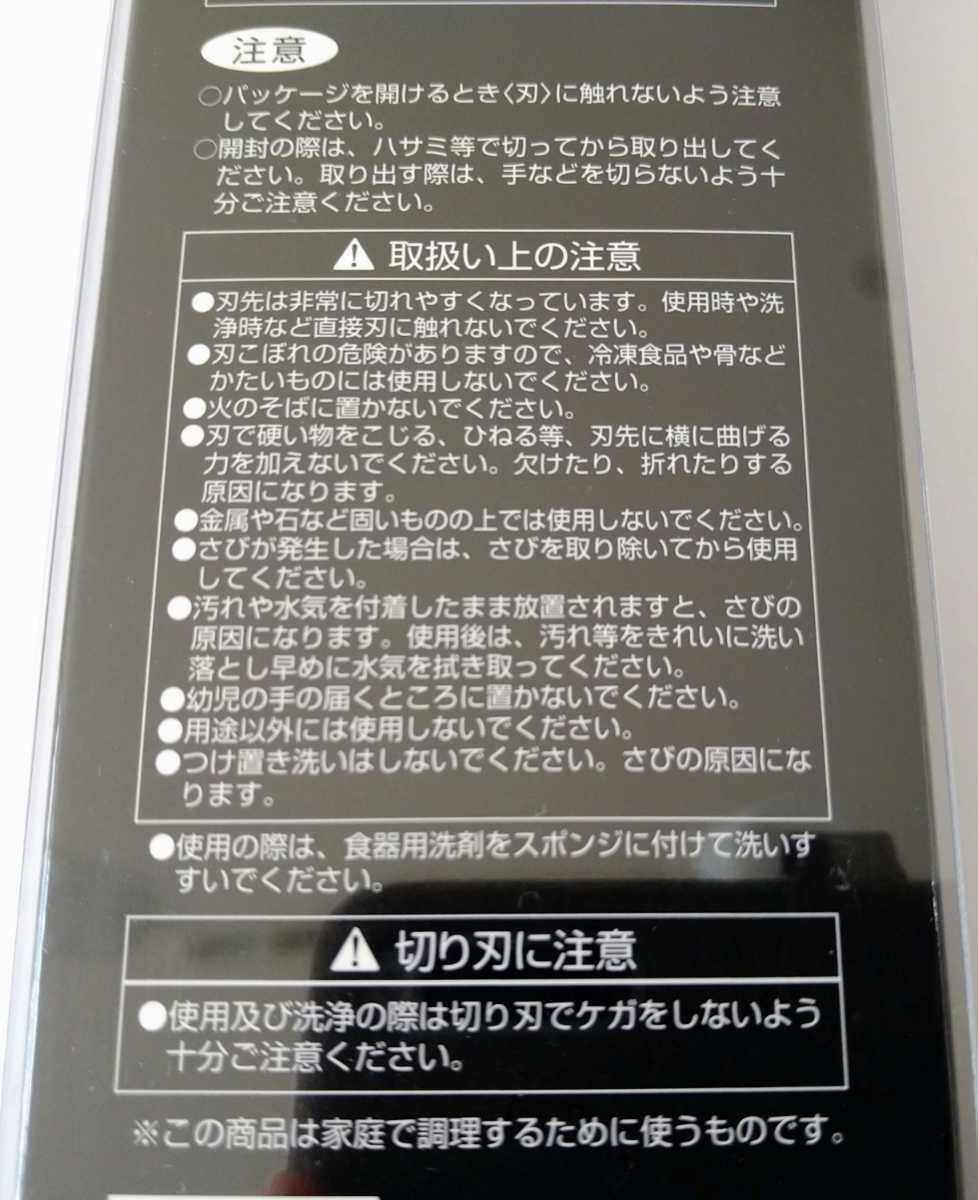 注意
○パッケージを開けるとき〈刃〉に触れないよう注意
してください。
○開封の際は、ハサミ等で切ってから取り出してく
ださい。取り出す際は、手などを切らないよう十
分ご注意ください。
⚠ 取扱い上の注意
●刃先は非常に切れやすくなっています。使用時や洗
浄時など直接刃に触れないでください。
●刃こぼれの危険がありますので、冷凍食品や骨など
かたいものには使用しないでください。
●火のそばに置かないでください。
●刃で硬い物をこじる、ひねる等、刃先に横に曲げる
力を加えないでください。欠けたり、折れたりする
原因になります。
●金属や石など固いものの上では使用しないでください。
●さびが発生した場合は、さびを取り除いてから使用
してください。
●汚れや水気を付着したまま放置されますと、さびの
原因になります。使用後は、汚れ等をきれいに洗い
落とし早めに水気を拭き取ってください。
●幼児の手の届くところに置かないでください。
●用途以外には使用しないでください。
●つけ置き洗いはしないでください。さびの原因にな
ります。
●使用の際は、食器用洗剤をスポンジに付けて洗いす
すいでください。
⚠ 切り刃に注意
●使用及び洗浄の際は切り刃でケガをしないよう
十分ご注意ください。
※この商品は家庭で調理するために使うものです。